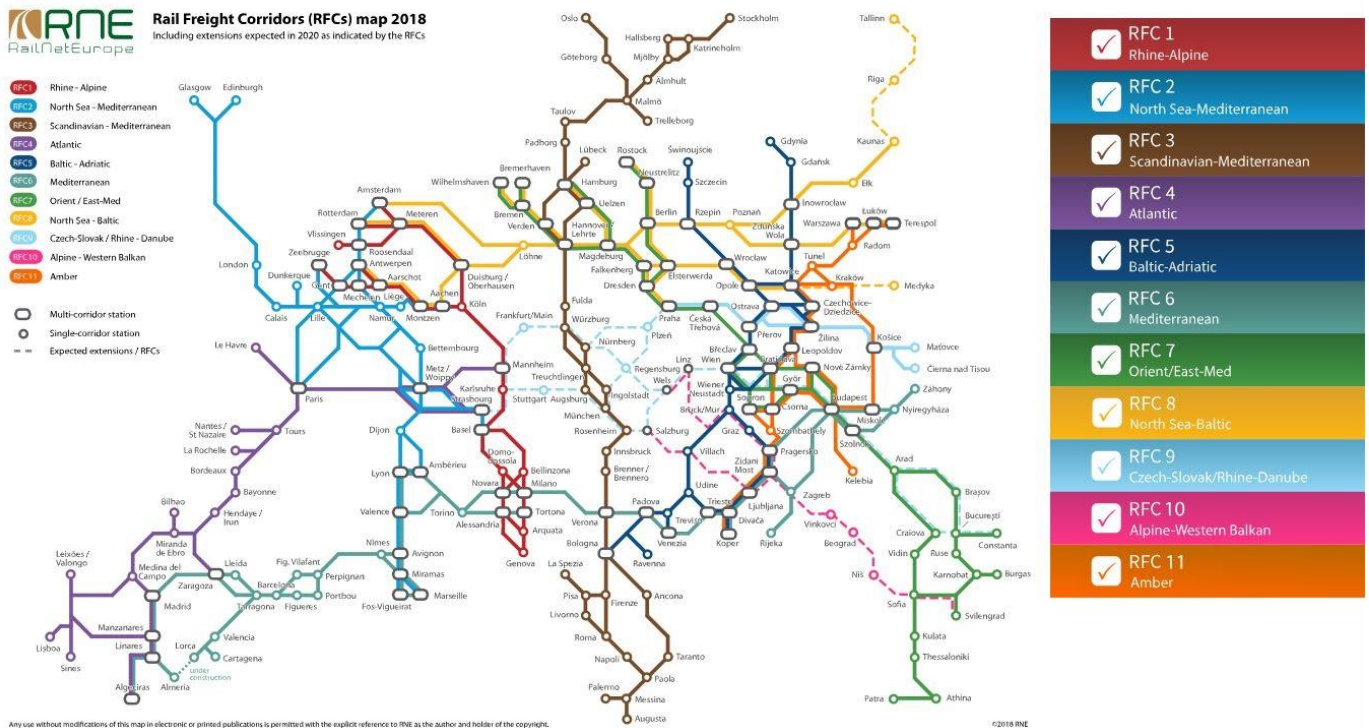 RNE
RailNetEurope
Rail Freight Corridors (RFCs) map 2018
Including extensions expected in 2020 as indicated by the RFCs
RFC1 Rhine - Alpine
RFC2 North Sea - Mediterranean
RFC3 Scandinavian - Mediterranean
RFC4 Atlantic
RFC5 Baltic - Adriatic
RFC6 Mediterranean
RFC7 Orient / East-Med
RFC8 North Sea - Baltic
RFC9 Czech-Slovak / Rhine - Danube
RFC10 Alpine - Western Balkan
RFC11 Amber
Multi-corridor station
Single-corridor station
Expected extensions / RFCs
Oslo
Stockholm
Hallsberg
Katrineholm
Göteborg
Mjölby
Älmhult
Malmö
Taulov
Trelleborg
Padborg
Tallinn
Riga
Kaunas
Ełk
Glasgow
Edinburgh
London
Lübeck
Rostock
Świnoujście
Gdynia
Gdańsk
Bremerhaven
Wilhelmshaven
Hamburg
Neustrelitz
Szczecin
Inowrocław
Bremen
Uelzen
Verden
Hannover/
Lehrte
Berlin
Rzepin
Poznań
Zduńska
Wola
Warszawa
Łuków
Terespol
Radom
Amsterdam
Rotterdam
Meteren
Vlissingen
Zeebrugge
Roosendaal
Antwerpen
Dunkerque
Gent
Aarschot
Mechelen
Liège
Aachen
Montzen
Duisburg /
Oberhausen
Köln
Löhne
Magdeburg
Falkenberg
Elsterwerda
Dresden
Wrocław
Opole
Katowice
Tunel
Kraków
Medyka
Calais
Lille
Namur
Frankfurt/Main
Fulda
Würzburg
Praha
Česká
Třebová
Ostrava
Czechowice-
Dziedzice
Le Havre
Bettembourg
Metz /
Woippy
Mannheim
Nürnberg
Plzeň
Přerov
Žilina
Košice
Maťovce
Čierna nad Tisou
Paris
Strasbourg
Karlsruhe
Stuttgart
Treuchtlingen
Augsburg
Ingolstadt
Regensburg
Linz
Wels
Břeclav
Wien
Bratislava
Leopoldov
Nové Zámky
Záhony
Nyíregyháza
Nantes /
St Nazaire
Tours
Dijon
Basel
München
Rosenheim
Salzburg
Wiener
Neustadt
Sopron
Győr
Csorna
Budapest
Miskolc
Bruck/Mur
Graz
Szombathely
Szolnok
La Rochelle
Bordeaux
Lyon
Ambérieu
Domo-
dossola
Bellinzona
Innsbruck
Brenner /
Brennero
Villach
Zidani
Most
Pragersko
Kelebia
Arad
Bayonne
Bilbao
Hendaye /
Irun
Valence
Torino
Novara
Milano
Alessandria
Tortona
Arquata
Genova
Verona
Padova
Udine
Treviso
Venezia
Trieste
Divača
Koper
Ljubljana
Zagreb
Rijeka
Vinkovci
Beograd
Niš
Brașov
București
Craiova
Constanta
Vidin
Ruse
Karnobat
Burgas
Sofia
Svilengrad
Leixões /
Valongo
Miranda
de Ebro
Medina del
Campo
Nîmes
Avignon
Miramas
Marseille
Fos-Vigueirat
Bologna
Ravenna
La Spezia
Lleida
Fig. Vilafant
Perpignan
Zaragoza
Barcelona
Tarragona
Figueres
Portbou
Madrid
Pisa
Livorno
Firenze
Ancona
Lisboa
Sines
Manzanares
Linares
Lorca
Valencia
Cartagena
under
construction
Algeciras
Almería
Roma
Napoli
Taranto
Paola
Palermo
Messina
Augusta
Kulata
Thessaloniki
Patra
Athina
RFC 1
Rhine-Alpine
RFC 2
North Sea-Mediterranean
RFC 3
Scandinavian-Mediterranean
RFC 4
Atlantic
RFC 5
Baltic-Adriatic
RFC 6
Mediterranean
RFC 7
Orient/East-Med
RFC 8
North Sea-Baltic
RFC 9
Czech-Slovak/Rhine-Danube
RFC 10
Alpine-Western Balkan
RFC 11
Amber
Any use without modifications of this map in electronic or printed publications is permitted with the explicit reference to RNE as the author and holder of the copyright.
©2018 RNE